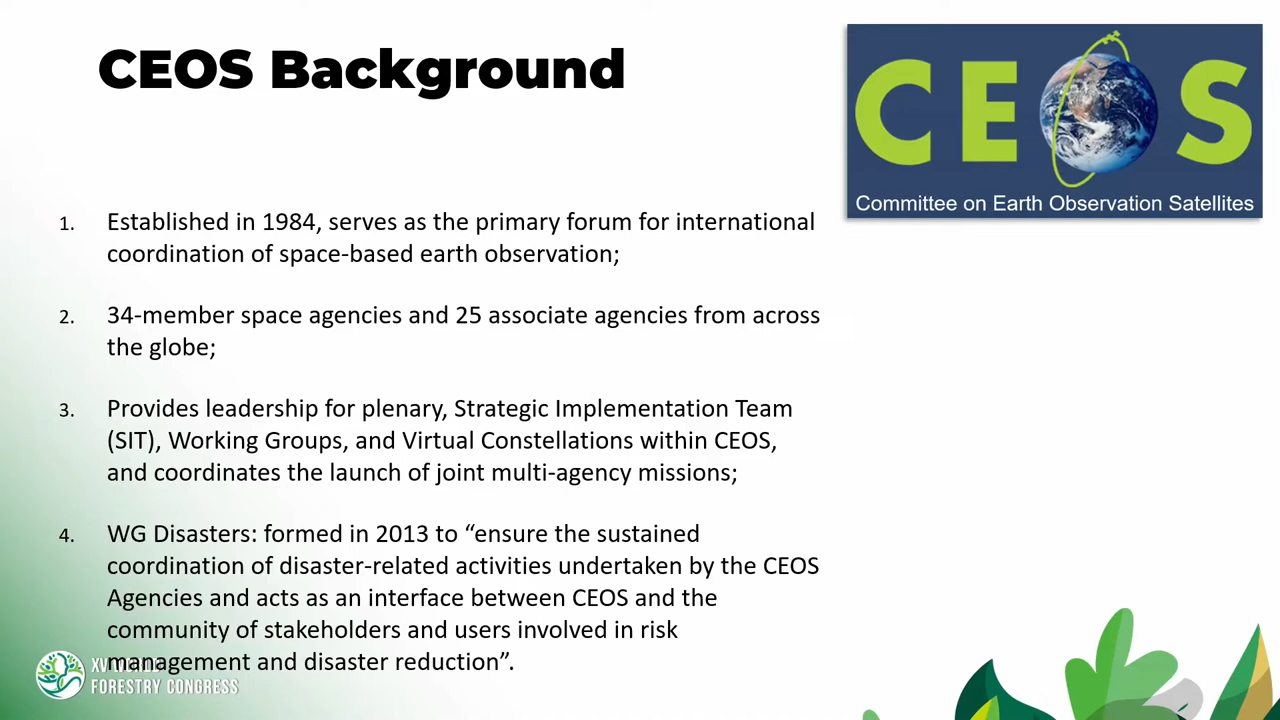 CEOS Background
CEOS
Committee on Earth Observation Satellites
1. Established in 1984, serves as the primary forum for international
coordination of space-based earth observation;
2. 34-member space agencies and 25 associate agencies from across
the globe;
3. Provides leadership for plenary, Strategic Implementation Team
(SIT), Working Groups, and Virtual Constellations within CEOS,
and coordinates the launch of joint multi-agency missions;
4. WG Disasters: formed in 2013 to “ensure the sustained
coordination of disaster-related activities undertaken by the CEOS
Agencies and acts as an interface between CEOS and the
community of stakeholders and users involved in risk
management and disaster reduction”.
FORESTRY CONGRESS